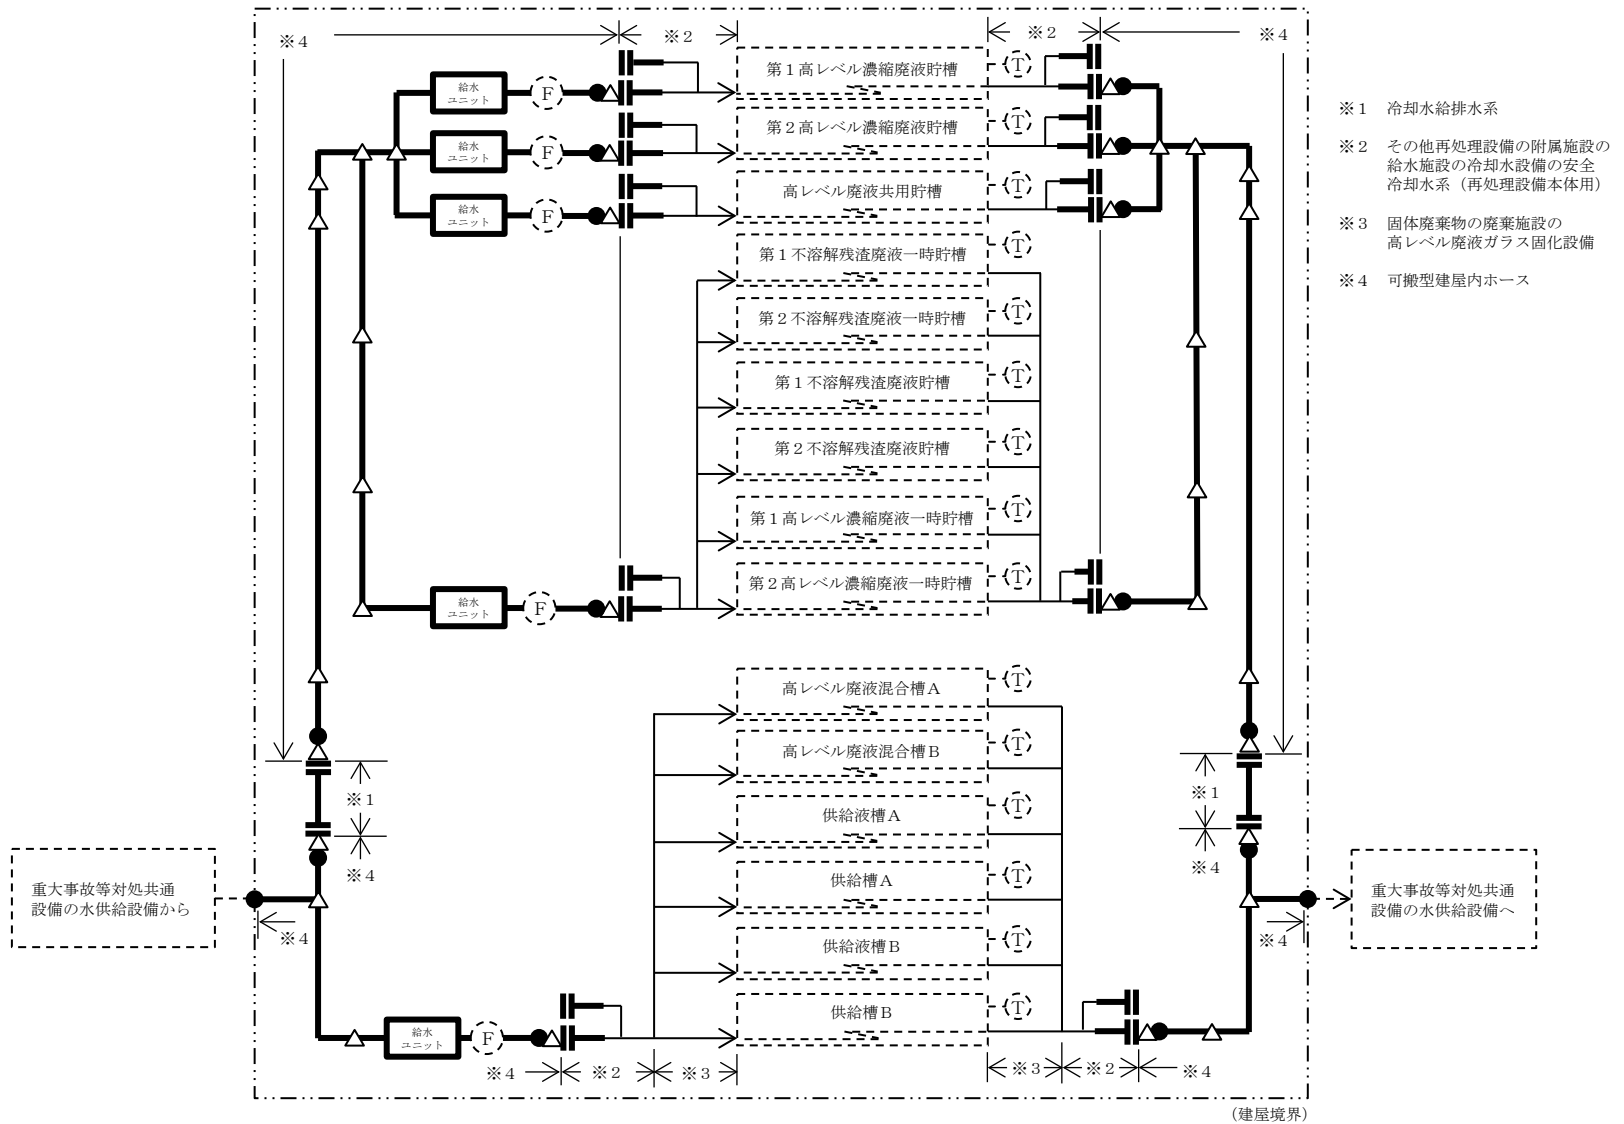 ※４
※２
※２
※４
第１高レベル濃縮廃液貯槽
T
給水
ユニット
F
第２高レベル濃縮廃液貯槽
T
給水
ユニット
F
高レベル廃液共用貯槽
T
給水
ユニット
F
第１不溶解残渣廃液一時貯槽
T
第２不溶解残渣廃液一時貯槽
T
第１不溶解残渣廃液貯槽
T
第２不溶解残渣廃液貯槽
T
第１高レベル濃縮廃液一時貯槽
T
第２高レベル濃縮廃液一時貯槽
T
給水
ユニット
F
高レベル廃液混合槽Ａ
T
高レベル廃液混合槽Ｂ
T
※１
※１
供給液槽Ａ
T
※４
※４
供給槽Ａ
T
重大事故等対処共通
設備の水供給設備から
重大事故等対処共通
設備の水供給設備へ
※４
※４
供給液槽Ｂ
T
供給槽Ｂ
T
給水
ユニット
F
※４
※２
※３
※３
※２
※４
（建屋境界）
※１　冷却水給排水系
※２　その他再処理設備の附属施設の
給水施設の冷却水設備の安全
冷却水系（再処理設備本体用）
※３　固体廃棄物の廃棄施設の
高レベル廃液ガラス固化設備
※４　可搬型建屋内ホース